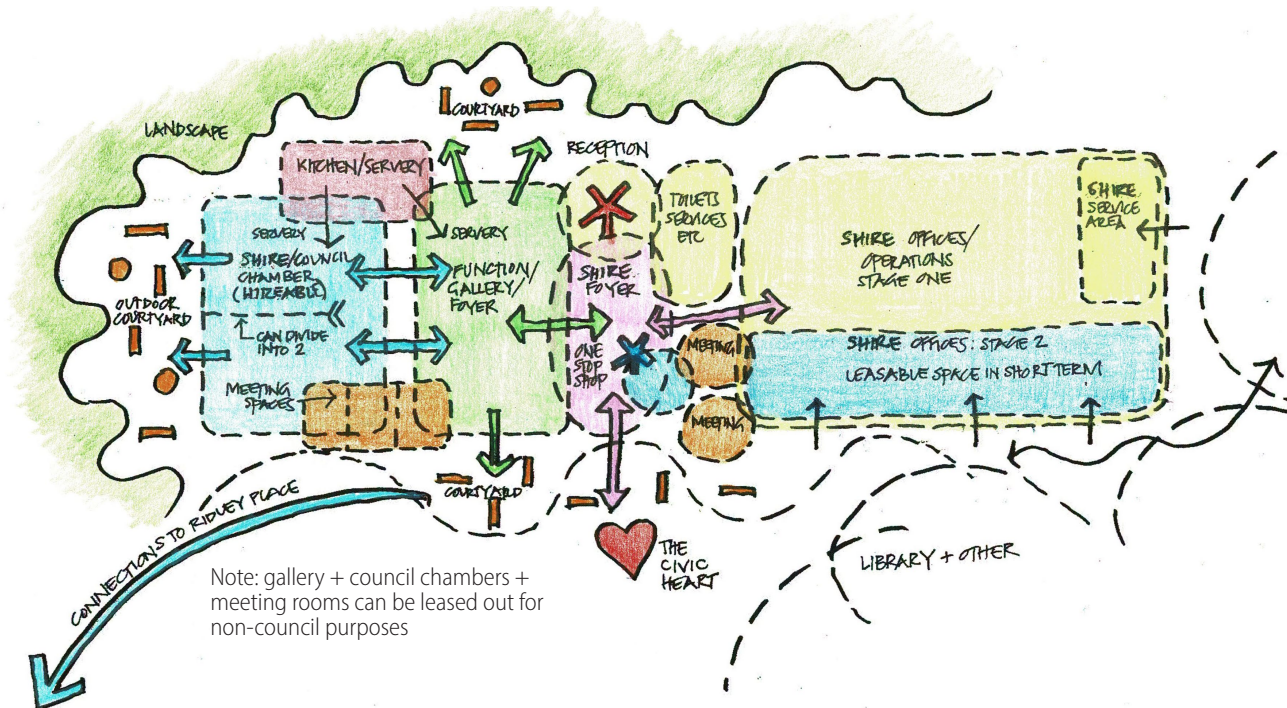 COURTYARD
LANDSCAPE
KITCHEN/SERVERY
RECEPTION
TOILETS
SERVICES
ETC
SHIRE
SERVICE
AREA
SERVERY
SHIRE/COUNCIL
CHAMBER
(HIREABLE)
SERVERY
FUNCTION/
GALLERY/
FOYER
SHIRE
FOYER
SHIRE OFFICES/
OPERATIONS
STAGE ONE
OUTDOOR
COURTYARD
CAN DIVIDE
INTO 2
ONE
STOP
SHOP
MEETING
SHIRE OFFICES: STAGE 2
LEASABLE SPACE IN SHORT TERM
MEETING
SPACES
MEETING
COURTYARD
CONNECTIONS TO RIDLEY PLACE
THE
CIVIC
HEART
LIBRARY + OTHER
Note: gallery + council chambers +
meeting rooms can be leased out for
non-council purposes